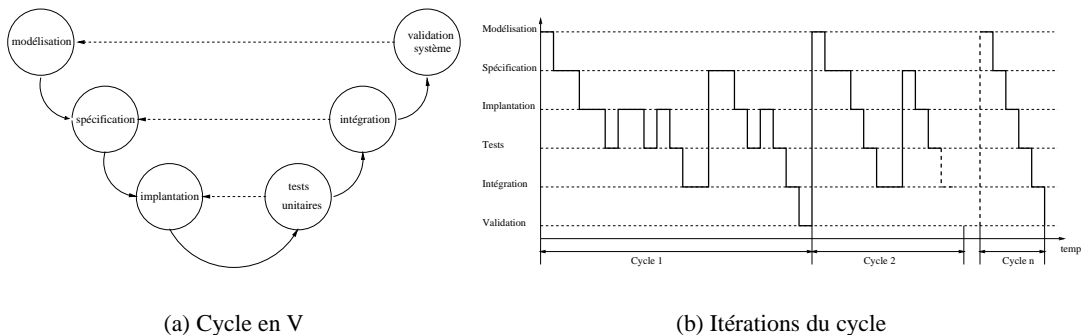 modélisation
validation
système
spécification
intégration
implantation
tests
unitaires
(a) Cycle en V
Modélisation
Spécification
Implantation
Tests
Intégration
Validation
temp
Cycle 1
Cycle 2
Cycle n
(b) Itérations du cycle